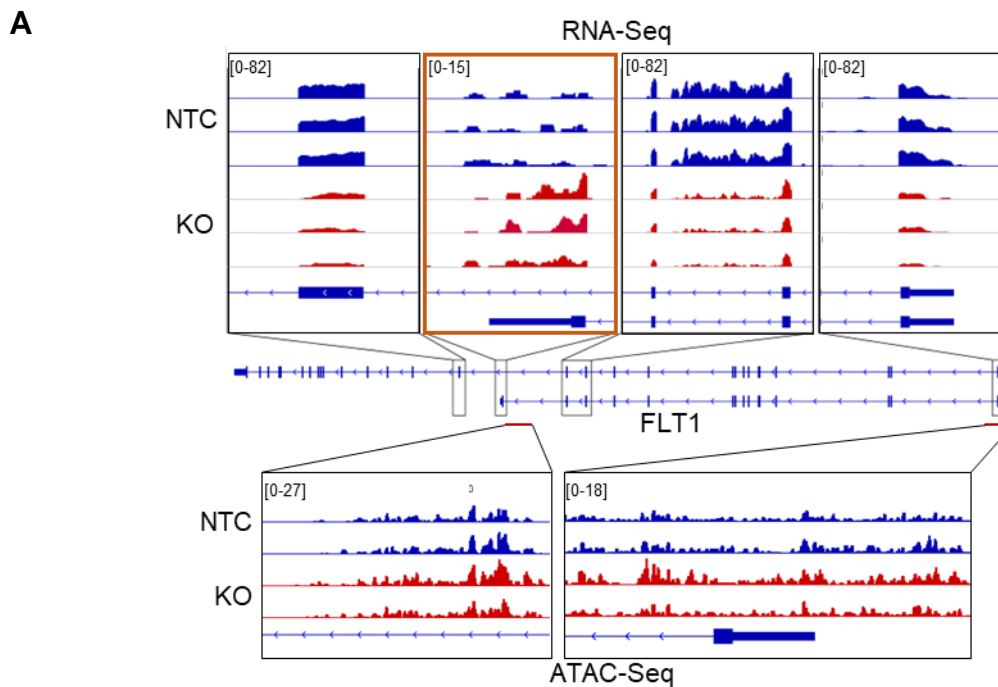 A
RNA-Seq
[0-82]
[0-15]
[0-82]
[0-82]
NTC
KO
FLT1
[0-27]
[0-18]
NTC
KO
ATAC-Seq